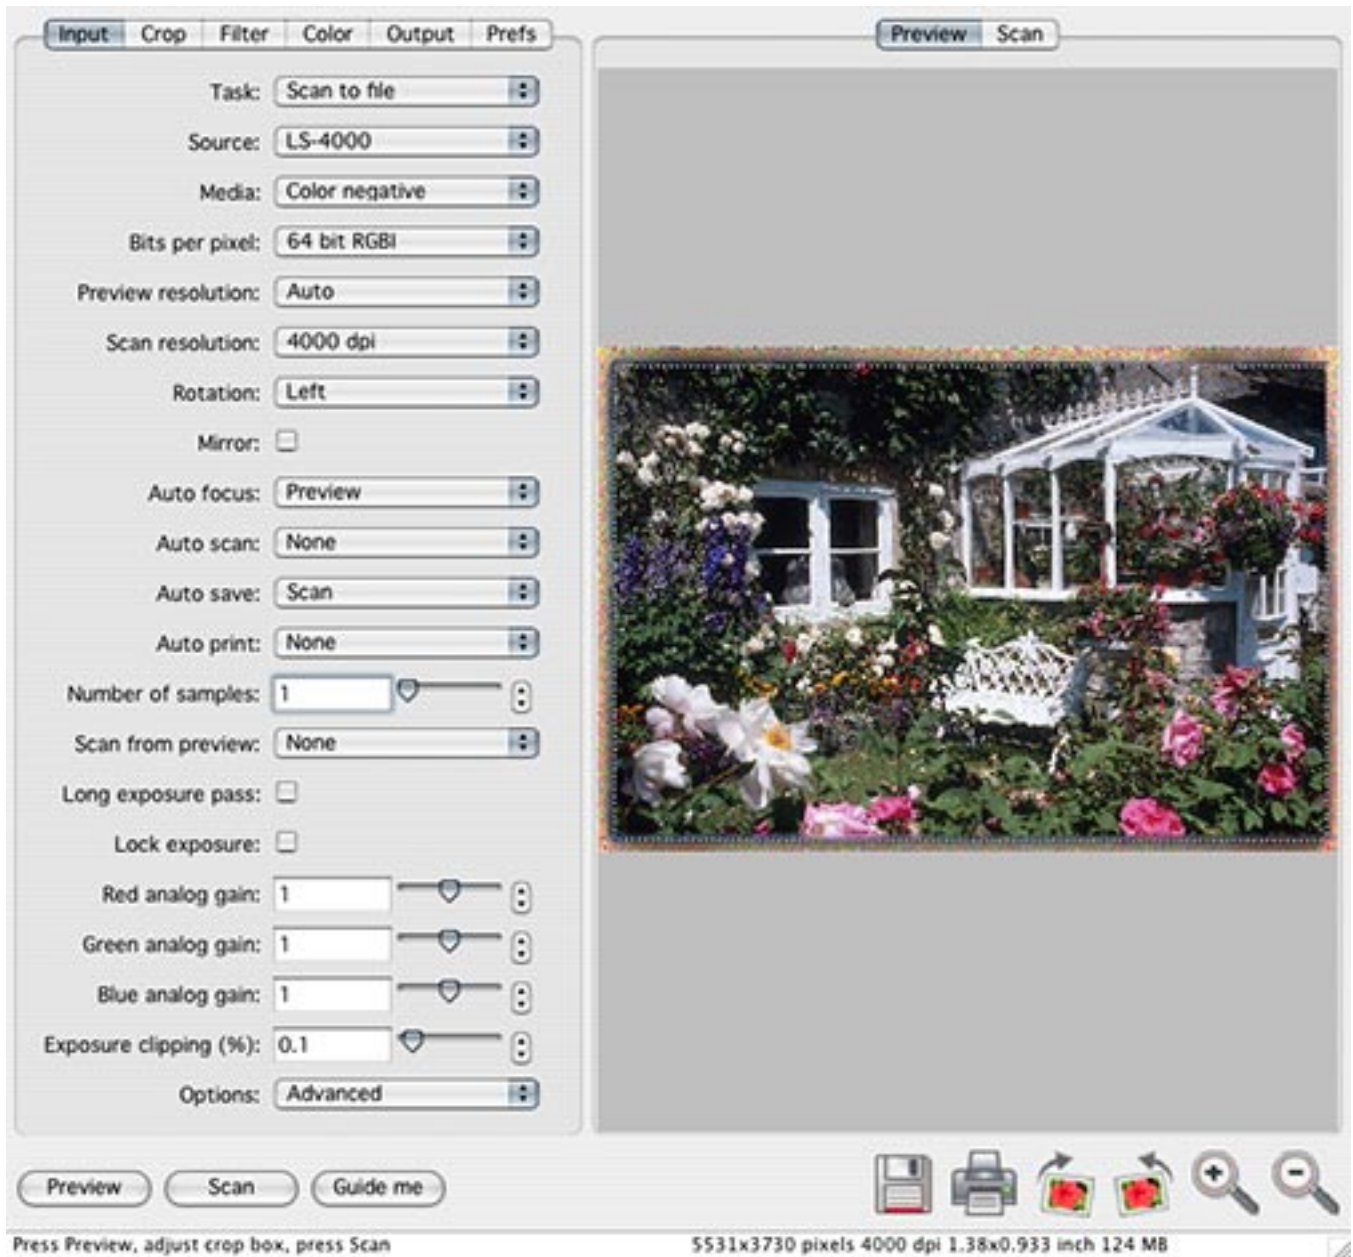 Input Crop Filter Color Output Prefs
Preview Scan
Task: Scan to file
Source: LS-4000
Media: Color negative
Bits per pixel: 64 bit RGBI
Preview resolution: Auto
Scan resolution: 4000 dpi
Rotation: Left
Mirror:
Auto focus: Preview
Auto scan: None
Auto save: Scan
Auto print: None
Number of samples: 1
Scan from preview: None
Long exposure pass:
Lock exposure:
Red analog gain: 1
Green analog gain: 1
Blue analog gain: 1
Exposure clipping (%): 0.1
Options: Advanced
Preview Scan Guide me
Press Preview, adjust crop box, press Scan
5531x3730 pixels 4000 dpi 1.38x0.933 inch 124 MB